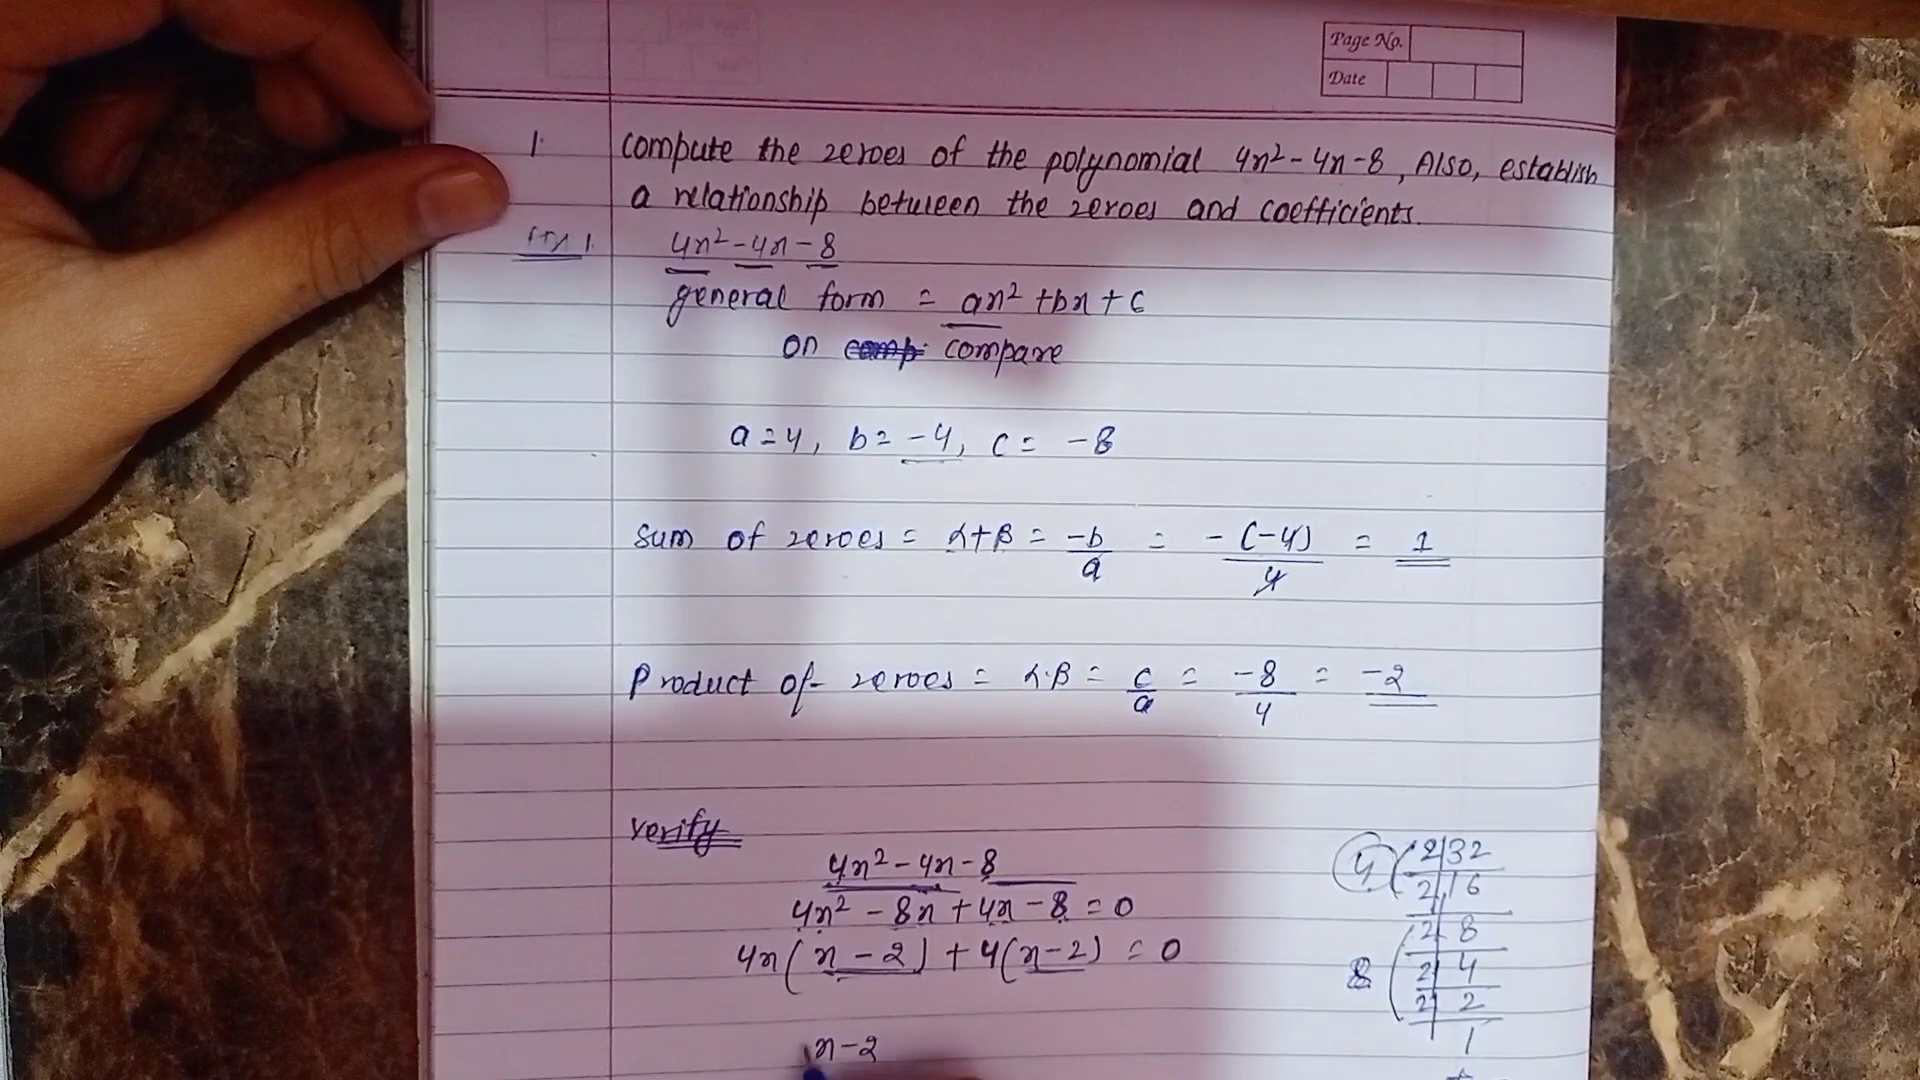 Page No.
Date
1. Compute the zeroes of the polynomial 4x² - 4x - 8, Also, establish
a relationship between the zeroes and coefficients.
4x² - 4x - 8
general form = ax² + bx + c
on comp. compare
a = 4, b = -4, c = -8
Sum of zeroes = α+β = -b/a = -(-4)/4 = 1
Product of zeroes = α·β = c/a = -8/4 = -2
verify
4x² - 4x - 8
4x² - 8x + 4x - 8 = 0
4x(x - 2) + 4(x - 2) = 0
x - 2
4 2|32
2|16
2|8
8 2|4
2|2
1